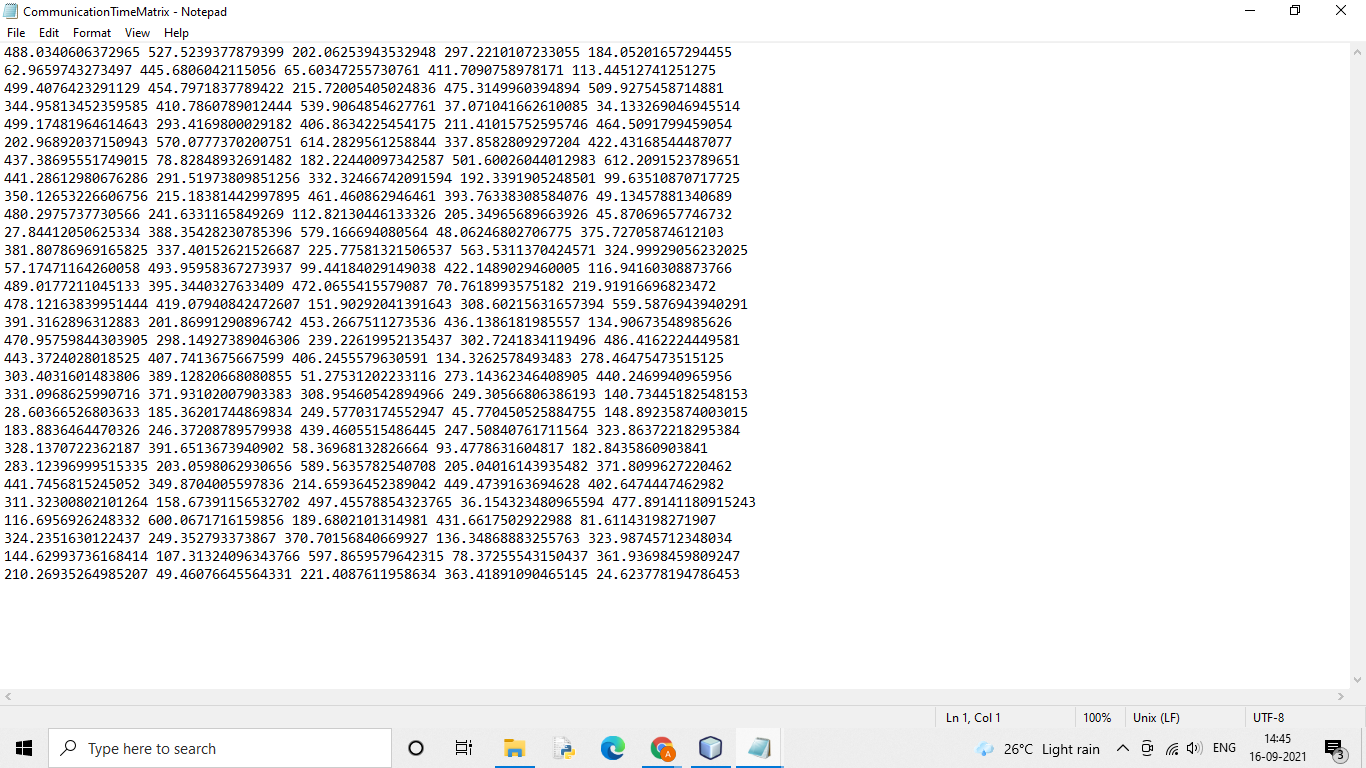 CommunicationTimeMatrix - Notepad
File Edit Format View Help
488.0340606372965 527.5239377879399 202.06253943532948 297.2210107233055 184.05201657294455
62.9659743273497 445.6806042115056 65.60347255730761 411.7090758978171 113.44512741251275
499.4076423291129 454.7971837789422 215.72005405024836 475.3149960394894 509.9275458714881
344.95813452359585 410.7860789012444 539.9064854627761 37.071041662610085 34.133269046945514
499.17481964614643 293.4169800029182 406.8634225454175 211.41015752595746 464.5091799459054
202.96892037150943 570.0777370200751 614.2829561258844 337.8582809297204 422.43168544487077
437.38695551749015 78.82848932691482 182.22440097342587 501.60026044012983 612.2091523789651
441.28612980676286 291.51973809851256 332.32466742091594 192.3391905248501 99.63510870717725
350.12653226606756 215.18381442997895 461.460862946461 393.76338308584076 49.13457881340689
480.2975737730566 241.6331165849269 112.82130446133326 205.34965689663926 45.87069657746732
27.84412050625334 388.35428230785396 579.166694080564 48.06246802706775 375.72705874612103
381.80786969165825 337.40152621526687 225.77581321506537 563.5311370424571 324.99929056232025
57.17471164260058 493.95958367273937 99.44184029149038 422.1489029460005 116.94160308873766
489.0177211045133 395.3440327633409 472.0655415579087 70.7618993575182 219.91916696823472
478.12163839951444 419.07940842472607 151.90292041391643 308.60215631657394 559.5876943940291
391.3162896312883 201.86991290896742 453.2667511273536 436.1386181985557 134.90673548985626
470.95759844303905 298.14927389046306 239.22619952135437 302.7241834119496 486.4162224449581
443.3724028018525 407.7413675667599 406.2455579630591 134.3262578493483 278.46475473515125
303.4031601483806 389.12820668080855 51.27531202233116 273.14362346408905 440.2469940965956
331.0968625990716 371.93102007903383 308.95460542894966 249.30566806386193 140.73445182548153
28.60366526803633 185.36201744869834 249.57703174552947 45.770450525884755 148.89235874003015
183.8836464470326 246.37208789579938 439.4605515486445 247.50840761711564 323.86372218295384
328.1370722362187 391.6513673940902 58.36968132826664 93.4778631604817 182.8435860903841
283.12396999515335 203.0598062930656 589.5635782540708 205.04016143935482 371.8099627220462
441.7456815245052 349.8704005597836 214.65936452389042 449.4739163694628 402.6474447462982
311.32300802101264 158.67391156532702 497.45578854323765 36.154323480965594 477.89141180915243
116.6956926248332 600.0671716159856 189.6802101314981 431.6617502922988 81.61143198271907
324.2351630122437 249.352793373867 370.70156840669927 136.34868883255763 323.98745712348034
144.62993736168414 107.31324096343766 597.8659579642315 78.37255543150437 361.93698459809247
210.26935264985207 49.46076645564331 221.4087611958634 363.41891090465145 24.623778194786453
Ln 1, Col 1 100% Unix (LF) UTF-8
Type here to search A 26°C Light rain ENG 14:45
16-09-2021 3